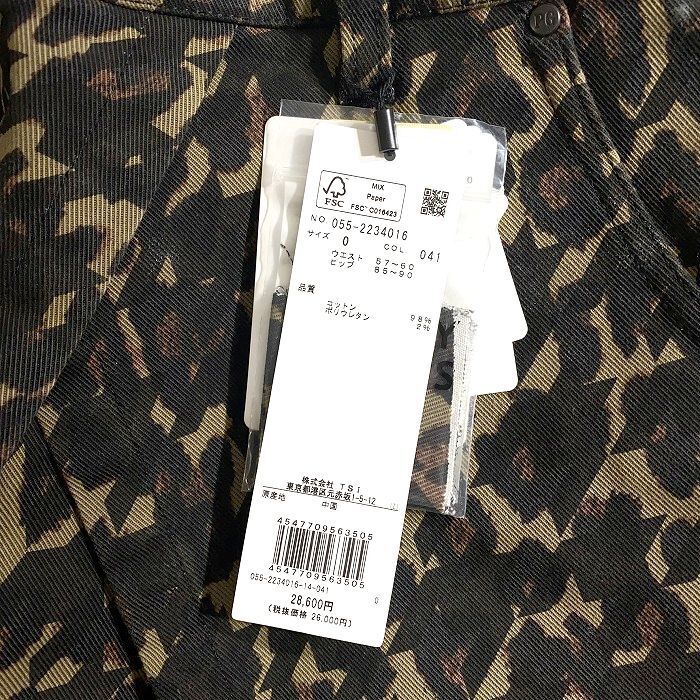 PG
MIX
Paper
FSC
FSC™ C016423
NO. 055-2234016
サイズ 0 COL 041
ウエスト 57~60
ヒップ 85~90
品質
コットン 98%
ポリウレタン 2%
Y
S
株式会社 TSI
東京都港区元赤坂1-5-12
原産地 中国
4547709563505
4547709563505
055-2234016-14-041 0
28,600円
(税抜価格 26,000円)